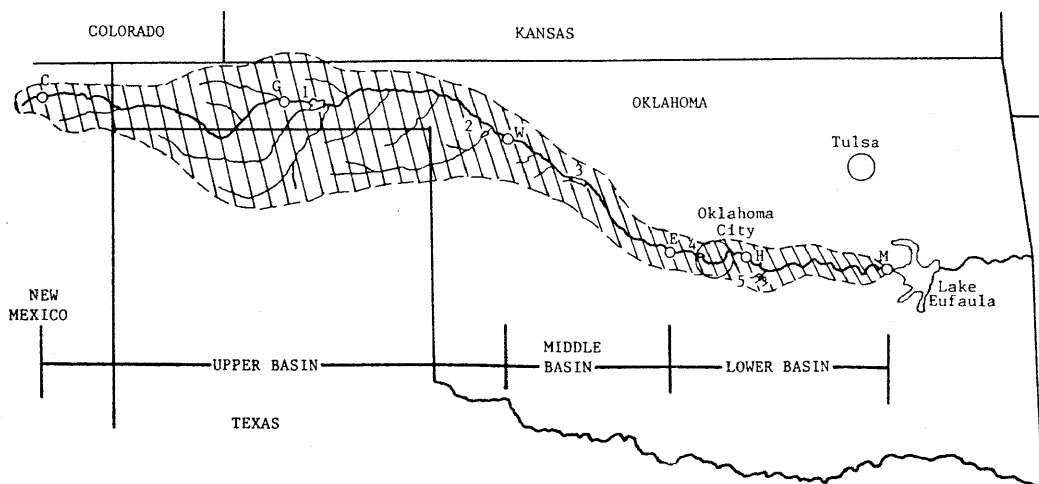 COLORADO
KANSAS
C
G
1
OKLAHOMA
2
W
Tulsa
3
Oklahoma
City
E
4
H
5
M
Lake
Eufaula
NEW
MEXICO
UPPER BASIN
MIDDLE
BASIN
LOWER BASIN
TEXAS